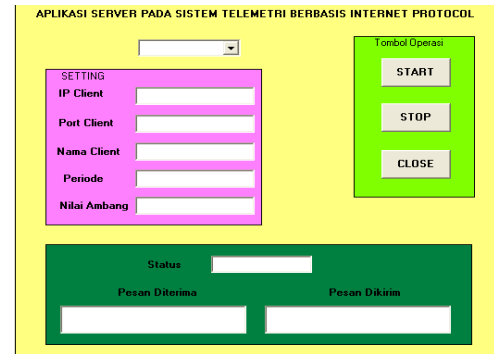 APLIKASI SERVER PADA SISTEM TELEMETRI BERBASIS INTERNET PROTOCOL
SETTING
IP Client
Port Client
Nama Client
Periode
Nilai Ambang
Tombol Operasi
START
STOP
CLOSE
Status
Pesan Diterima
Pesan Dikirim